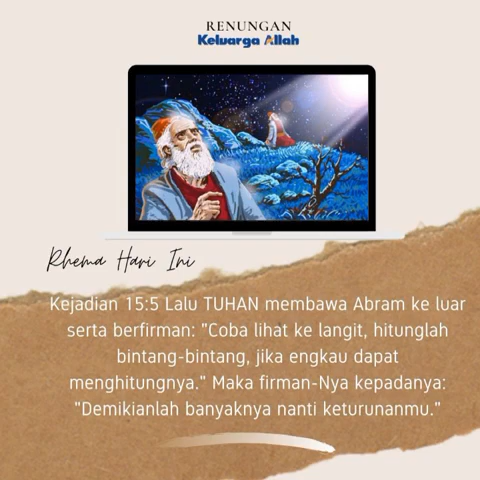 RENUNGAN
Keluarga Allah
Rhema Hari Ini
Kejadian 15:5 Lalu TUHAN membawa Abram ke luar
serta berfirman: "Coba lihat ke langit, hitunglah
bintang-bintang, jika engkau dapat
menghitungnya." Maka firman-Nya kepadanya:
"Demikianlah banyaknya nanti keturunanmu."